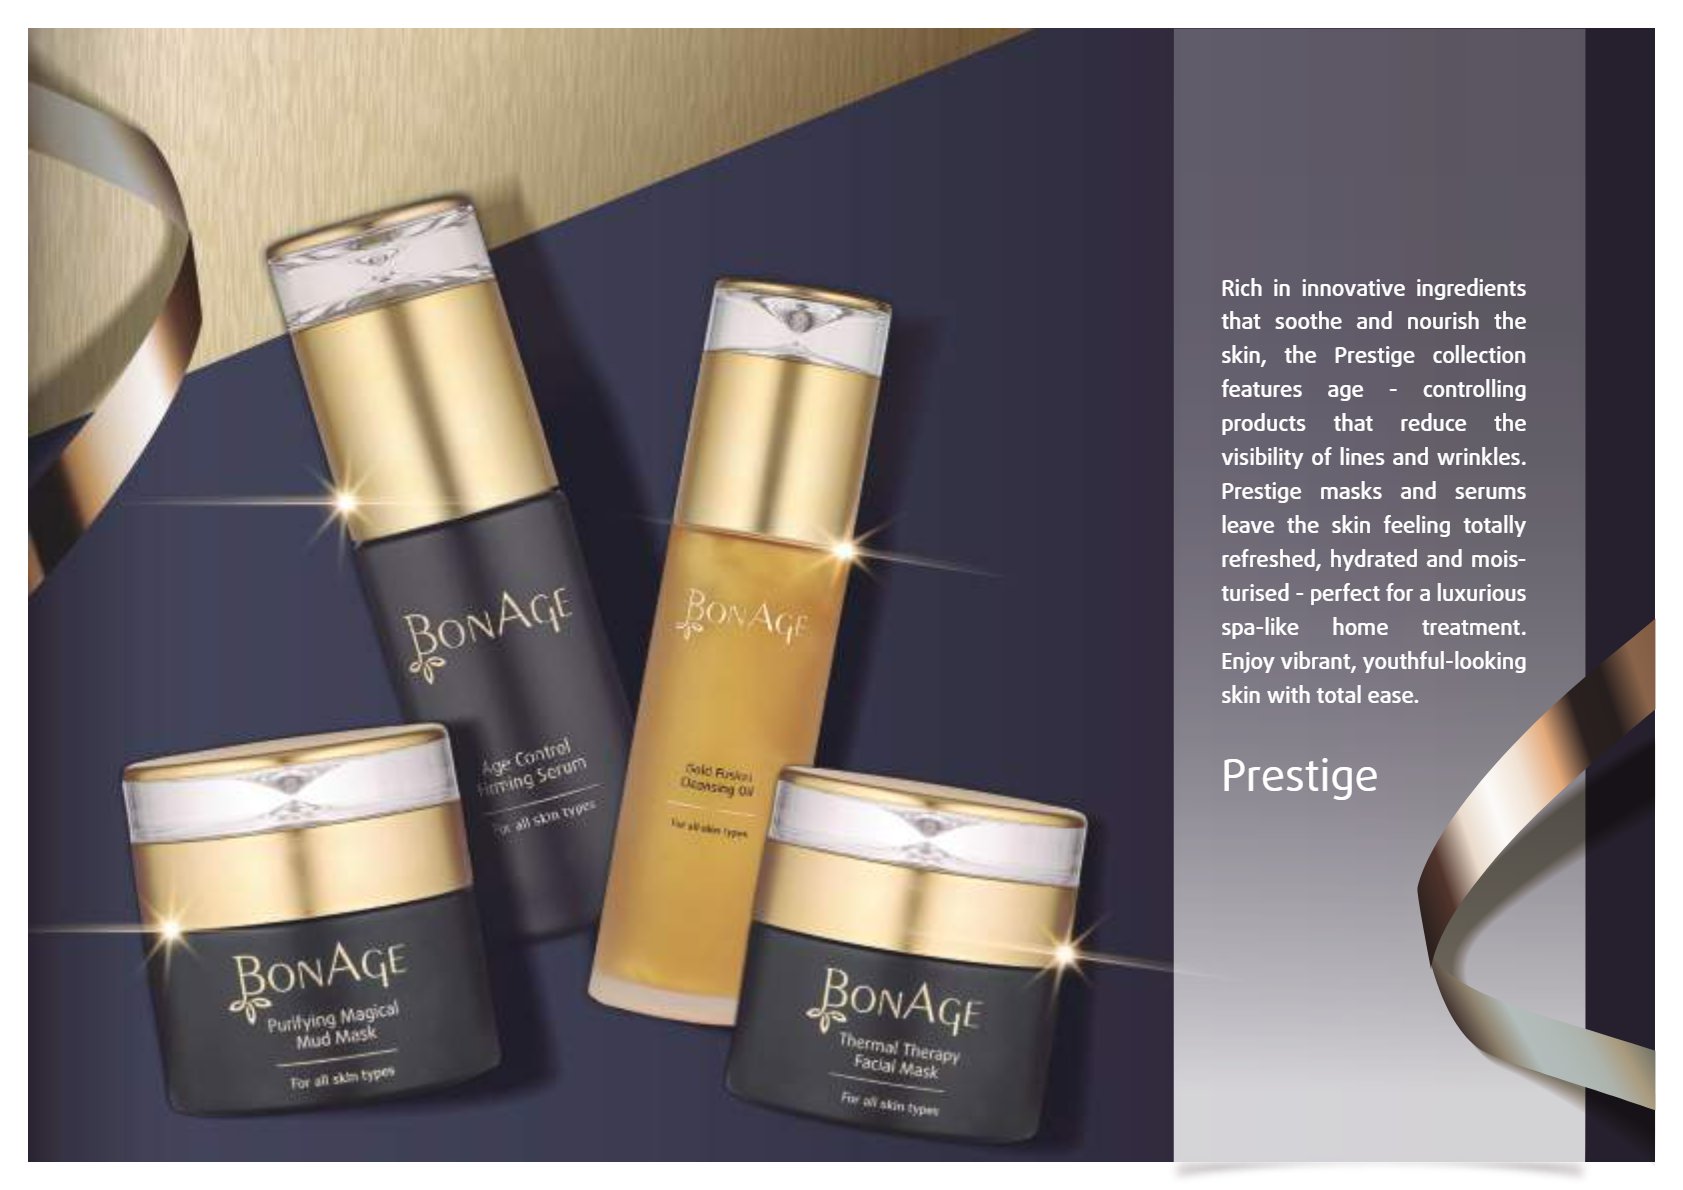 BONAGE
Age Control
Firming Serum
For all skin types
BONAGE
Gold Fusion
Cleansing Oil
For all skin types
BONAGE
Purifying Magical
Mud Mask
For all skin types
BONAGE
Thermal Therapy
Facial Mask
For all skin types
Rich in innovative ingredients
that soothe and nourish the
skin, the Prestige collection
features age - controlling
products that reduce the
visibility of lines and wrinkles.
Prestige masks and serums
leave the skin feeling totally
refreshed, hydrated and mois-
turised - perfect for a luxurious
spa-like home treatment.
Enjoy vibrant, youthful-looking
skin with total ease.
Prestige